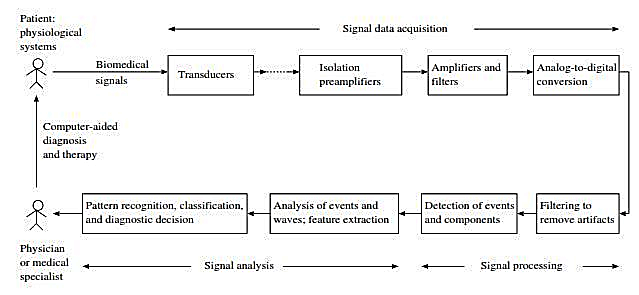 Patient:
physiological
systems
Signal data acquisition
Biomedical
signals
Transducers
Isolation
preamplifiers
Amplifiers and
filters
Analog-to-digital
conversion
Computer-aided
diagnosis
and therapy
Pattern recognition, classification,
and diagnostic decision
Analysis of events and
waves; feature extraction
Detection of events
and components
Filtering to
remove artifacts
Physician
or medical
specialist
Signal analysis
Signal processing